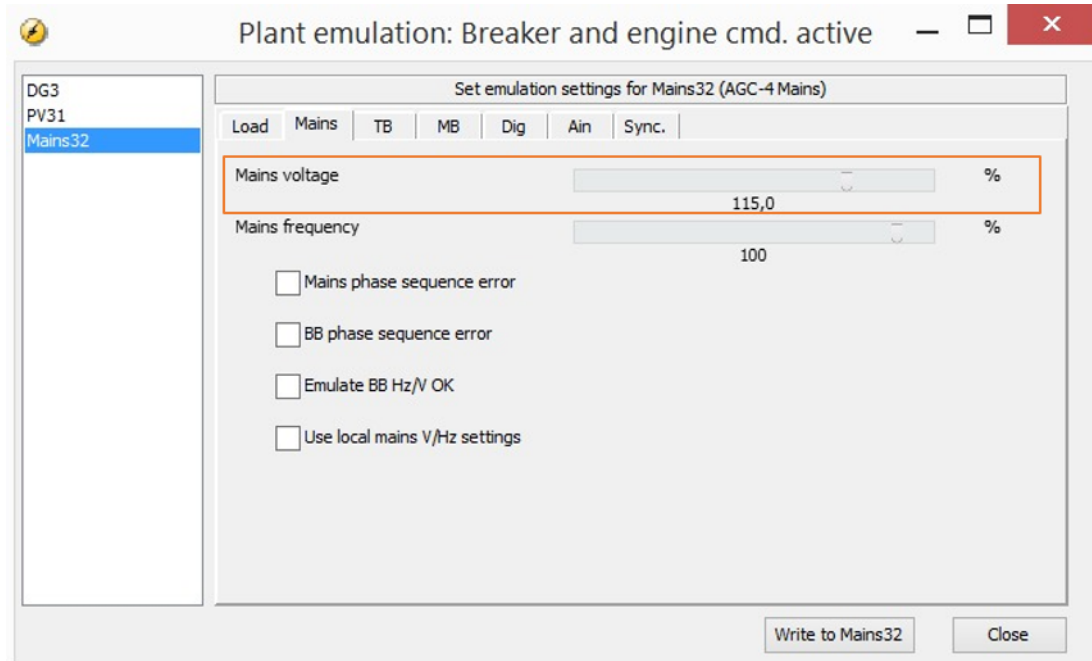 Plant emulation: Breaker and engine cmd. active
DG3
PV31
Mains32
Set emulation settings for Mains32 (AGC-4 Mains)
Load Mains TB MB Dig Ain Sync.
Mains voltage %
115,0
Mains frequency %
100
Mains phase sequence error
BB phase sequence error
Emulate BB Hz/V OK
Use local mains V/Hz settings
Write to Mains32 Close